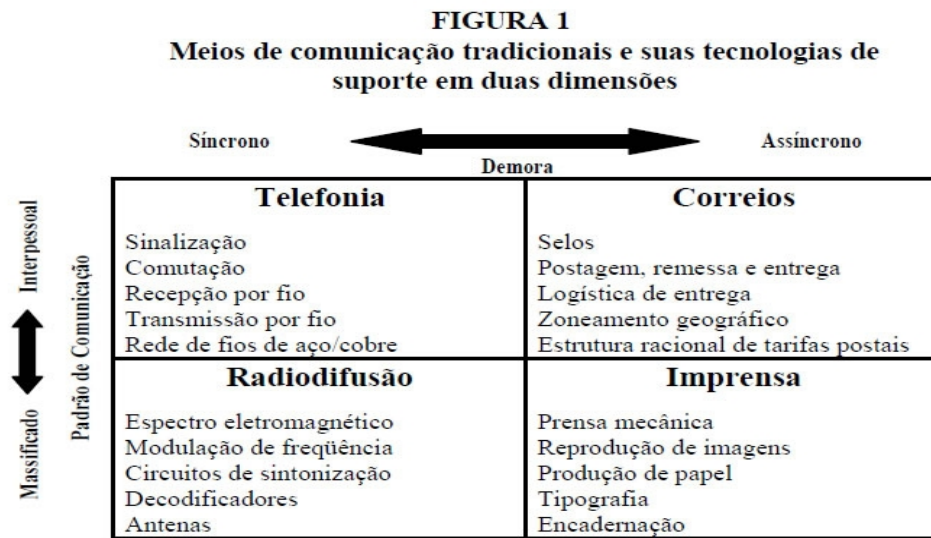 FIGURA 1
Meios de comunicação tradicionais e suas tecnologias de
suporte em duas dimensões
Síncrono
Assíncrono
Demora
Interpessoal
Massificado
Padrão de Comunicação
Telefonia
Sinalização
Comutação
Recepção por fio
Transmissão por fio
Rede de fios de aço/cobre
Correios
Selos
Postagem, remessa e entrega
Logística de entrega
Zoneamento geográfico
Estrutura racional de tarifas postais
Radiodifusão
Espectro eletromagnético
Modulação de freqüência
Circuitos de sintonização
Decodificadores
Antenas
Imprensa
Prensa mecânica
Reprodução de imagens
Produção de papel
Tipografia
Encadernação